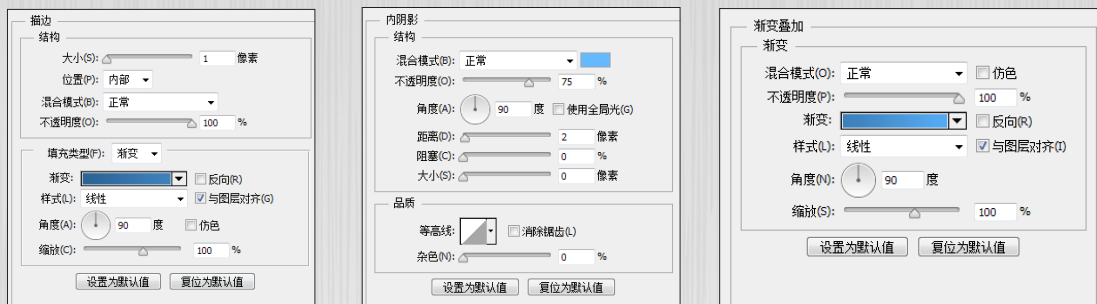 描边
结构
大小(S): 1 像素
位置(P): 内部
混合模式(B): 正常
不透明度(O): 100 %
填充类型(F): 渐变
渐变: 反向(R)
样式(L): 线性 与图层对齐(G)
角度(A): 90 度 仿色
缩放(C): 100 %
设置为默认值 复位为默认值
内阴影
结构
混合模式(B): 正常
不透明度(O): 75 %
角度(A): 90 度 使用全局光(G)
距离(D): 2 像素
阻塞(C): 0 %
大小(S): 0 像素
品质
等高线: 消除锯齿(L)
杂色(N): 0 %
设置为默认值 复位为默认值
渐变叠加
渐变
混合模式(O): 正常 仿色
不透明度(P): 100 %
渐变: 反向(R)
样式(L): 线性 与图层对齐(I)
角度(N): 90 度
缩放(S): 100 %
设置为默认值 复位为默认值